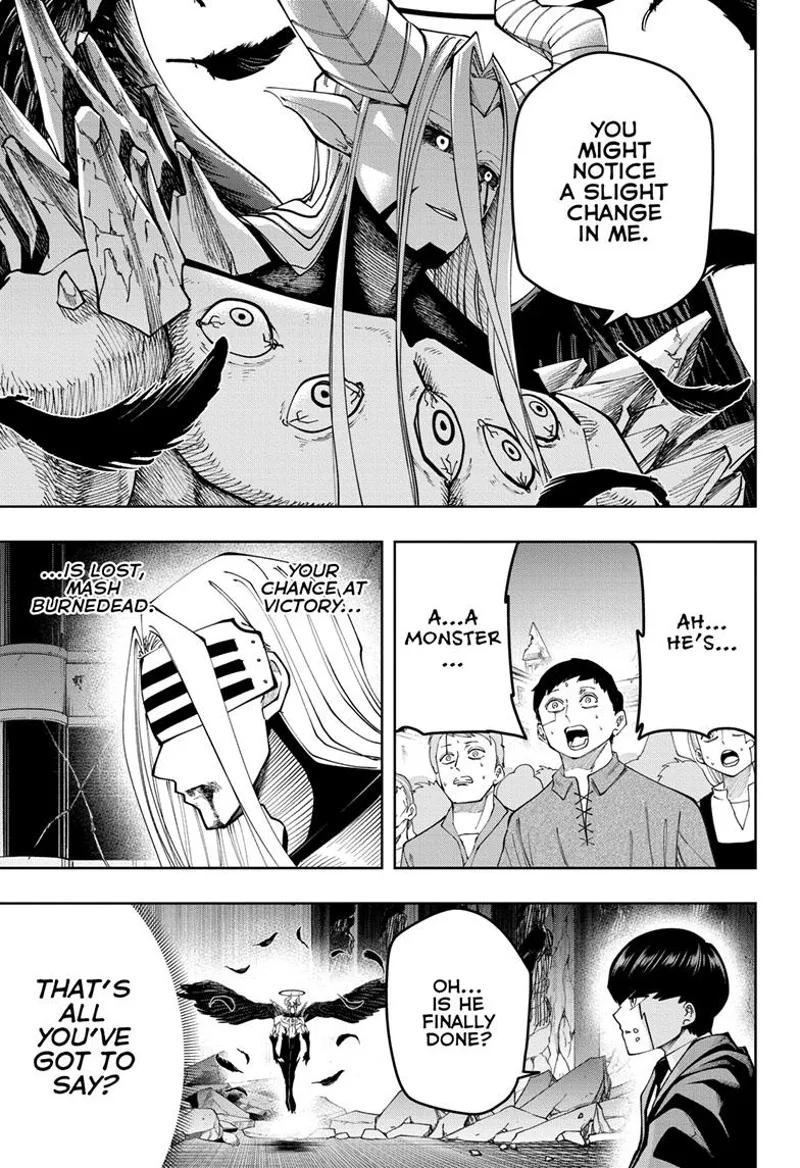 YOU
MIGHT
NOTICE
A SLIGHT
CHANGE
IN ME.
AH...
HE'S...
A...A
MONSTER
...
YOUR
CHANCE AT
VICTORY...
...IS LOST,
MASH
BURNEDEAD.
OH...
IS HE
FINALLY
DONE?
THAT'S
ALL
YOU'VE
GOT TO
SAY?